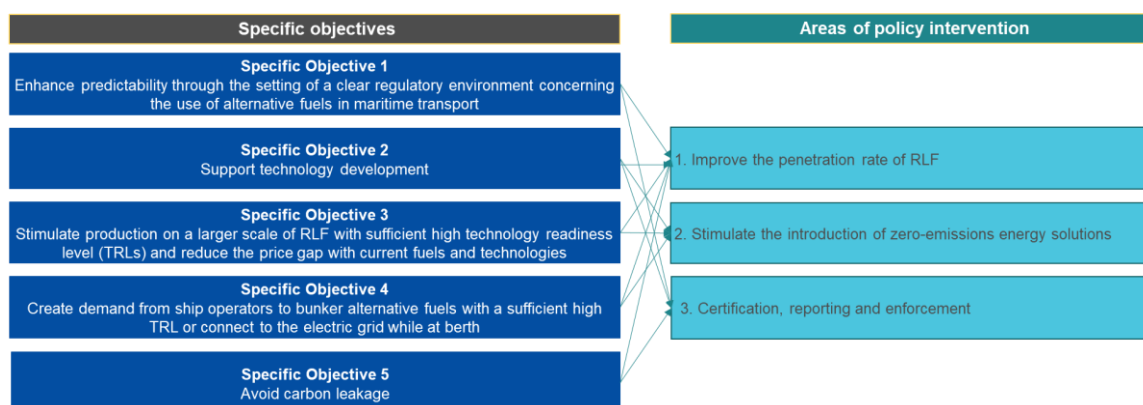 Specific objectives
Areas of policy intervention
Specific Objective 1
Enhance predictability through the setting of a clear regulatory environment concerning
the use of alternative fuels in maritime transport
Specific Objective 2
Support technology development
Specific Objective 3
Stimulate production on a larger scale of RLF with sufficient high technology readiness
level (TRLs) and reduce the price gap with current fuels and technologies
Specific Objective 4
Create demand from ship operators to bunker alternative fuels with a sufficient high
TRL or connect to the electric grid while at berth
Specific Objective 5
Avoid carbon leakage
1. Improve the penetration rate of RLF
2. Stimulate the introduction of zero-emissions energy solutions
3. Certification, reporting and enforcement